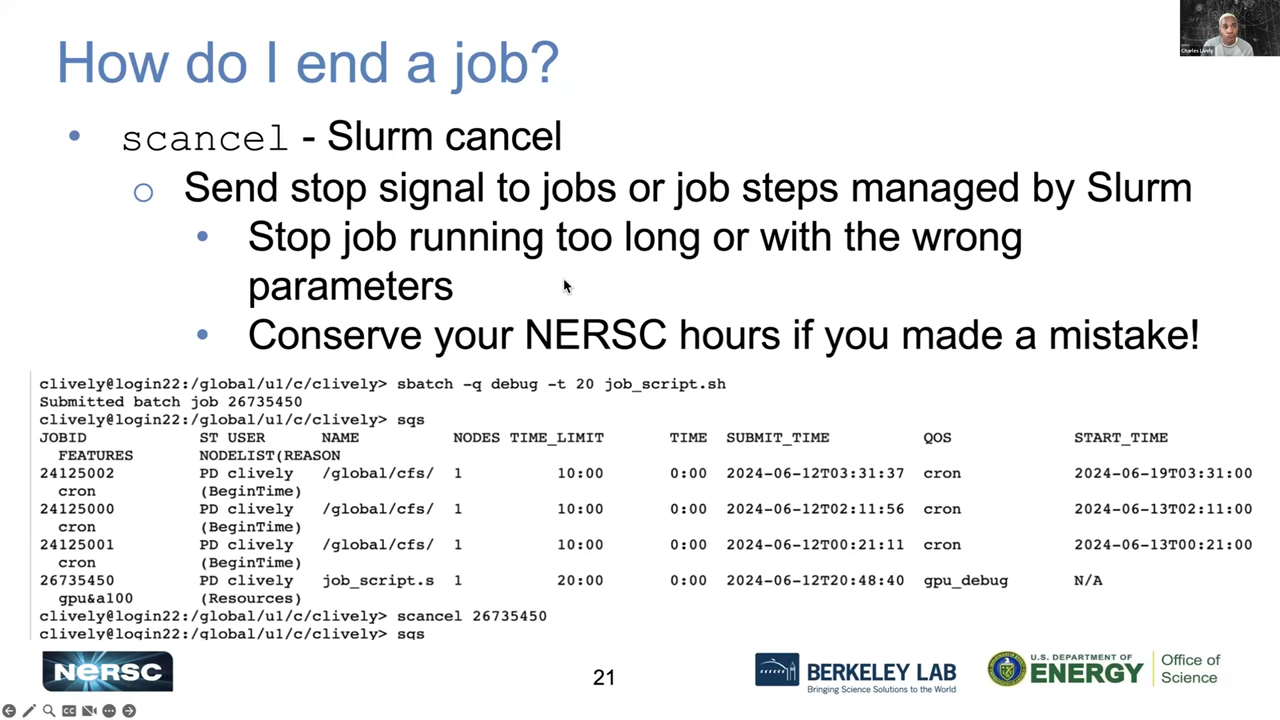 How do I end a job?
• scancel - Slurm cancel
○ Send stop signal to jobs or job steps managed by Slurm
• Stop job running too long or with the wrong
parameters
• Conserve your NERSC hours if you made a mistake!
clively@login22:/global/u1/c/clively> sbatch -q debug -t 20 job_script.sh
Submitted batch job 26735450
clively@login22:/global/u1/c/clively> sqs
JOBID ST USER NAME NODES TIME_LIMIT TIME SUBMIT_TIME QOS START_TIME
FEATURES NODELIST(REASON
24125002 PD clively /global/cfs/ 1 10:00 0:00 2024-06-12T03:31:37 cron 2024-06-19T03:31:00
cron (BeginTime)
24125000 PD clively /global/cfs/ 1 10:00 0:00 2024-06-12T02:11:56 cron 2024-06-13T02:11:00
cron (BeginTime)
24125001 PD clively /global/cfs/ 1 10:00 0:00 2024-06-12T00:21:11 cron 2024-06-13T00:21:00
cron (BeginTime)
26735450 PD clively job_script.s 1 20:00 0:00 2024-06-12T20:48:40 gpu_debug N/A
gpu&a100 (Resources)
clively@login22:/global/u1/c/clively> scancel 26735450
clively@login22:/global/u1/c/clively> sqs
Charles Lively
NERSC
21
BERKELEY LAB
Bringing Science Solutions to the World
U.S. DEPARTMENT OF
ENERGY
Office of
Science